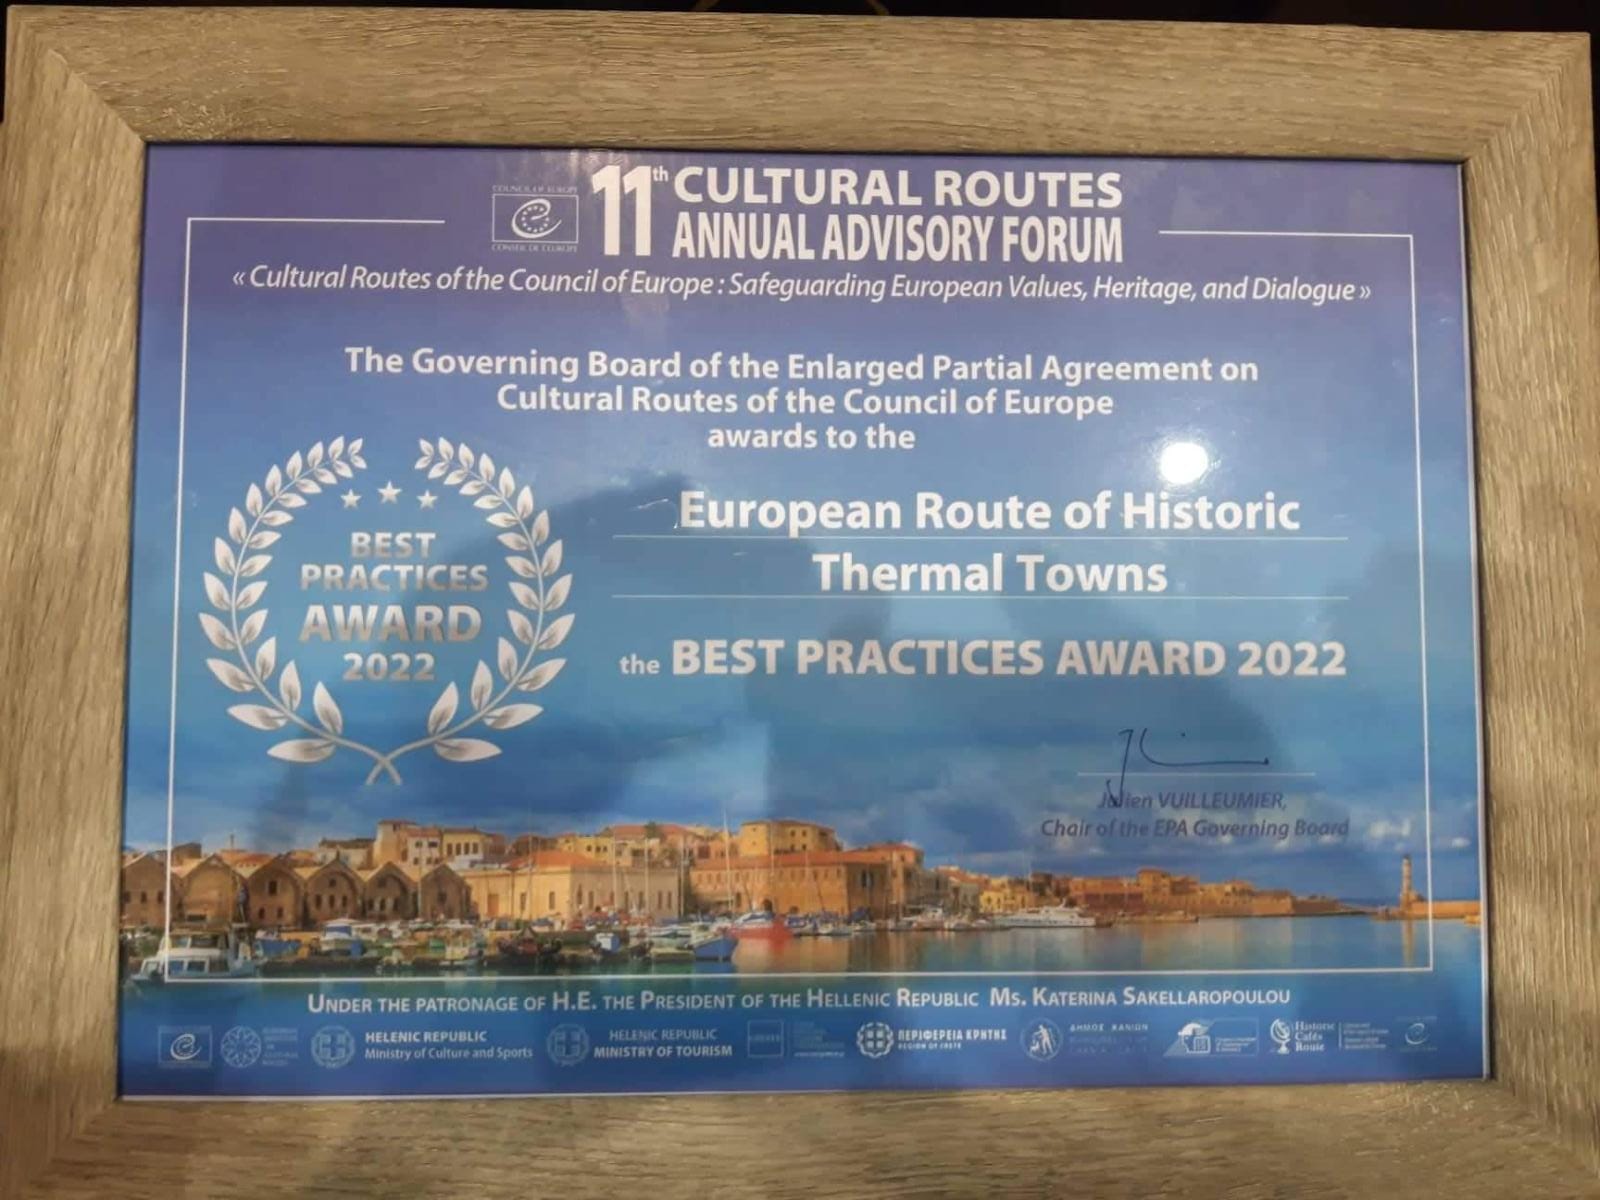 COUNCIL OF EUROPE
CONSEIL DE L'EUROPE
11th CULTURAL ROUTES
ANNUAL ADVISORY FORUM
« Cultural Routes of the Council of Europe : Safeguarding European Values, Heritage, and Dialogue »
The Governing Board of the Enlarged Partial Agreement on
Cultural Routes of the Council of Europe
awards to the
European Route of Historic
Thermal Towns
the BEST PRACTICES AWARD 2022
BEST
PRACTICES
AWARD
2022
Julien VUILLEUMIER,
Chair of the EPA Governing Board
UNDER THE PATRONAGE OF H.E. THE PRESIDENT OF THE HELLENIC REPUBLIC MS. KATERINA SAKELLAROPOULOU
HELENIC REPUBLIC
Ministry of Culture and Sports
HELENIC REPUBLIC
MINISTRY OF TOURISM
ΠΕΡΙΦΕΡΕΙΑ ΚΡΗΤΗΣ
REGION OF CRETE
ΔΗΜΟΣ ΧΑΝΙΩΝ
Historic
Cafés
Route